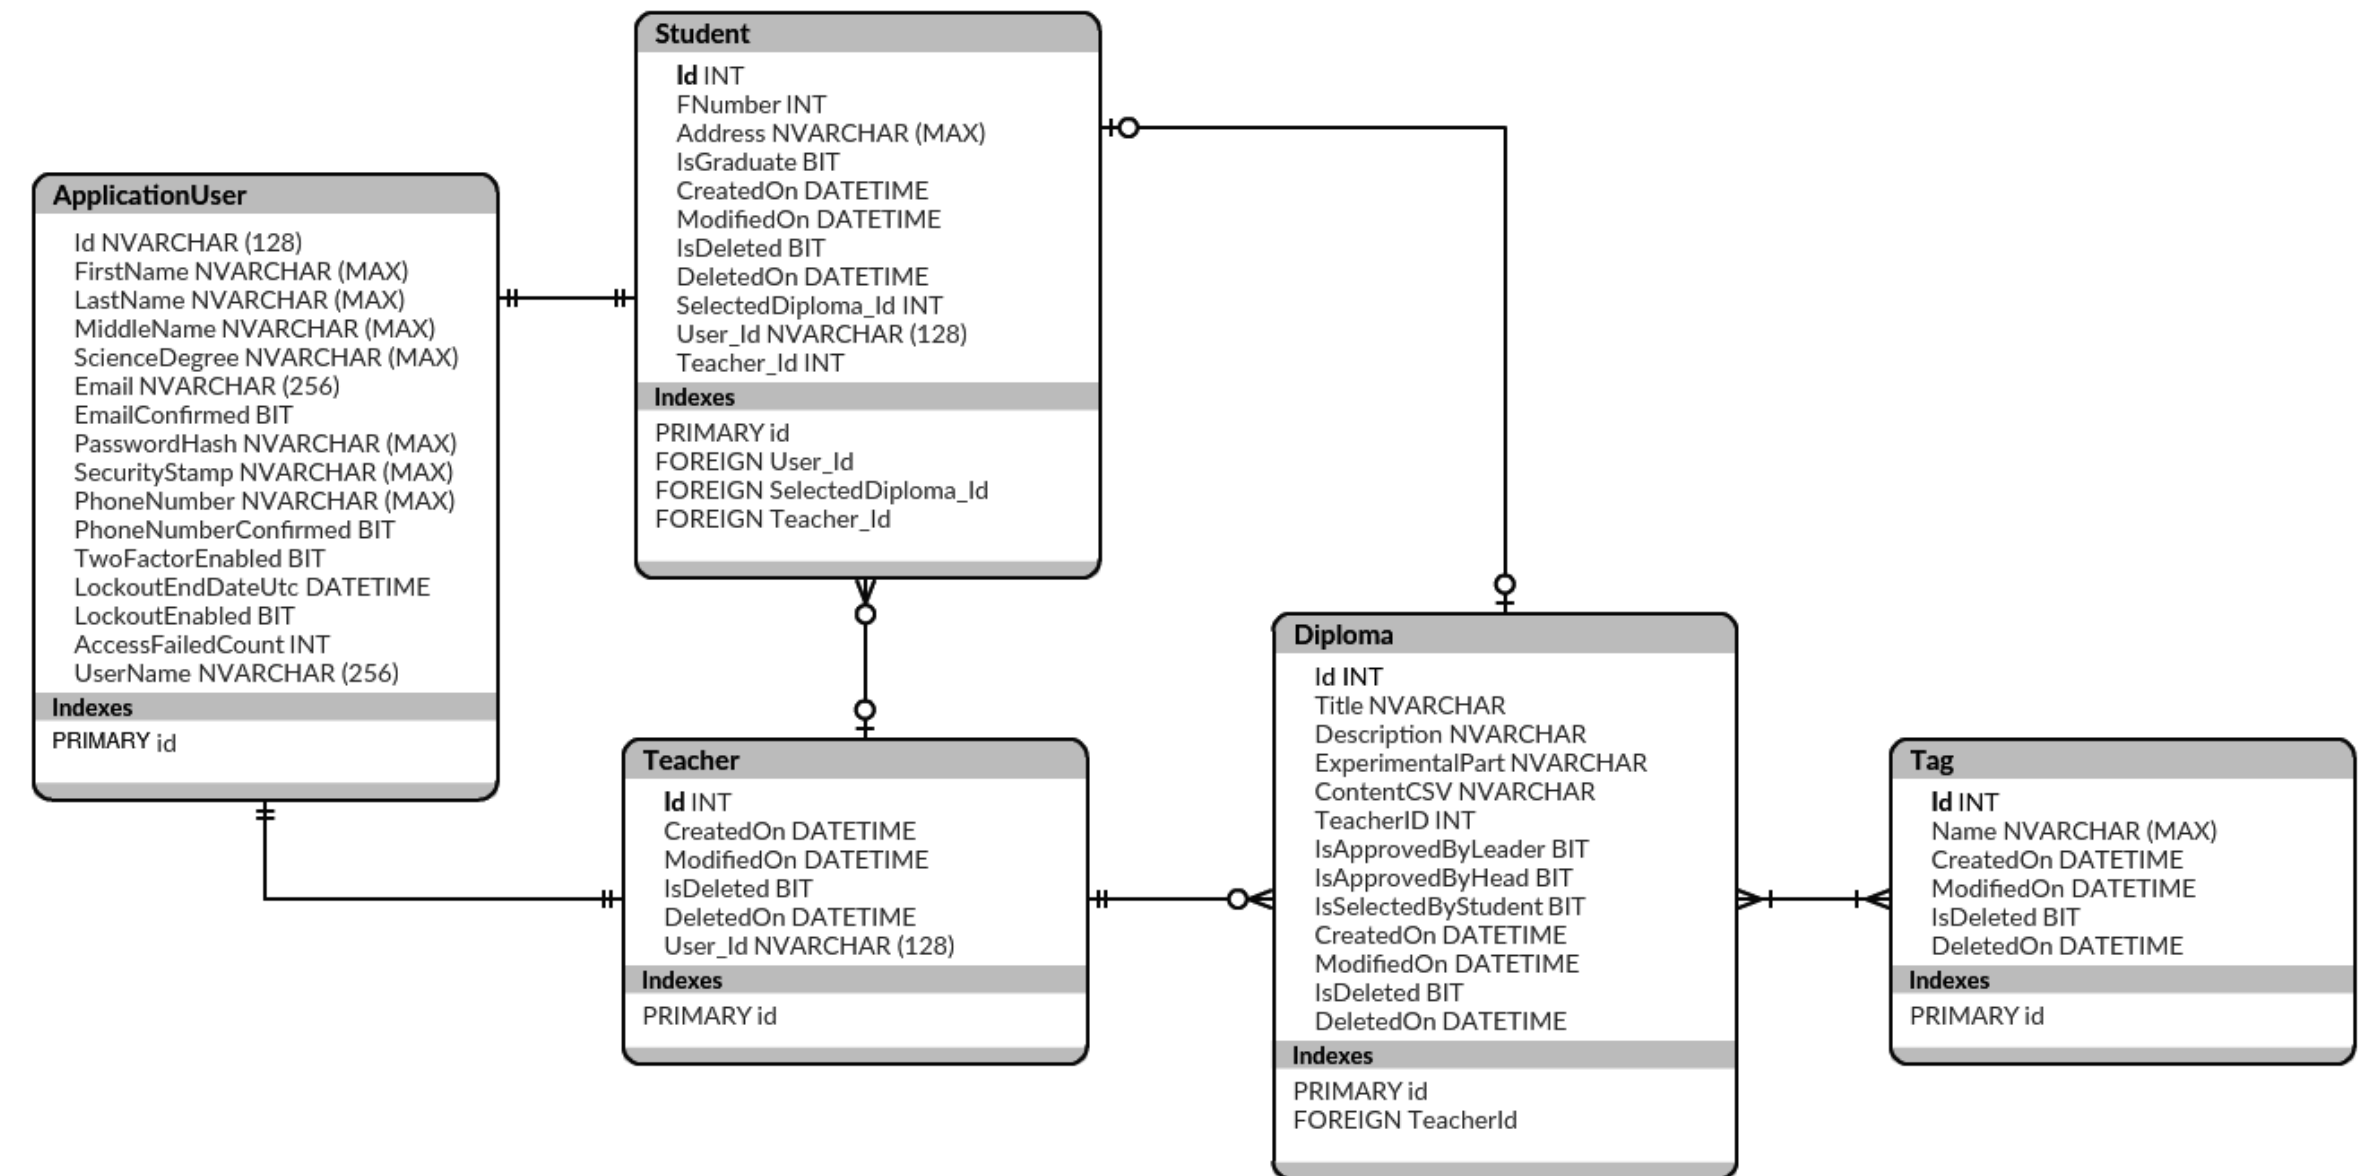 Student
Id INT
FNumber INT
Address NVARCHAR (MAX)
IsGraduate BIT
CreatedOn DATETIME
ModifiedOn DATETIME
IsDeleted BIT
DeletedOn DATETIME
SelectedDiploma_Id INT
User_Id NVARCHAR (128)
Teacher_Id INT
Indexes
PRIMARY id
FOREIGN User_Id
FOREIGN SelectedDiploma_Id
FOREIGN Teacher_Id
ApplicationUser
Id NVARCHAR (128)
FirstName NVARCHAR (MAX)
LastName NVARCHAR (MAX)
MiddleName NVARCHAR (MAX)
ScienceDegree NVARCHAR (MAX)
Email NVARCHAR (256)
EmailConfirmed BIT
PasswordHash NVARCHAR (MAX)
SecurityStamp NVARCHAR (MAX)
PhoneNumber NVARCHAR (MAX)
PhoneNumberConfirmed BIT
TwoFactorEnabled BIT
LockoutEndDateUtc DATETIME
LockoutEnabled BIT
AccessFailedCount INT
UserName NVARCHAR (256)
Indexes
PRIMARY id
Teacher
Id INT
CreatedOn DATETIME
ModifiedOn DATETIME
IsDeleted BIT
DeletedOn DATETIME
User_Id NVARCHAR (128)
Indexes
PRIMARY id
Diploma
Id INT
Title NVARCHAR
Description NVARCHAR
ExperimentalPart NVARCHAR
ContentCSV NVARCHAR
TeacherID INT
IsApprovedByLeader BIT
IsApprovedByHead BIT
IsSelectedByStudent BIT
CreatedOn DATETIME
ModifiedOn DATETIME
IsDeleted BIT
DeletedOn DATETIME
Indexes
PRIMARY id
FOREIGN TeacherId
Tag
Id INT
Name NVARCHAR (MAX)
CreatedOn DATETIME
ModifiedOn DATETIME
IsDeleted BIT
DeletedOn DATETIME
Indexes
PRIMARY id